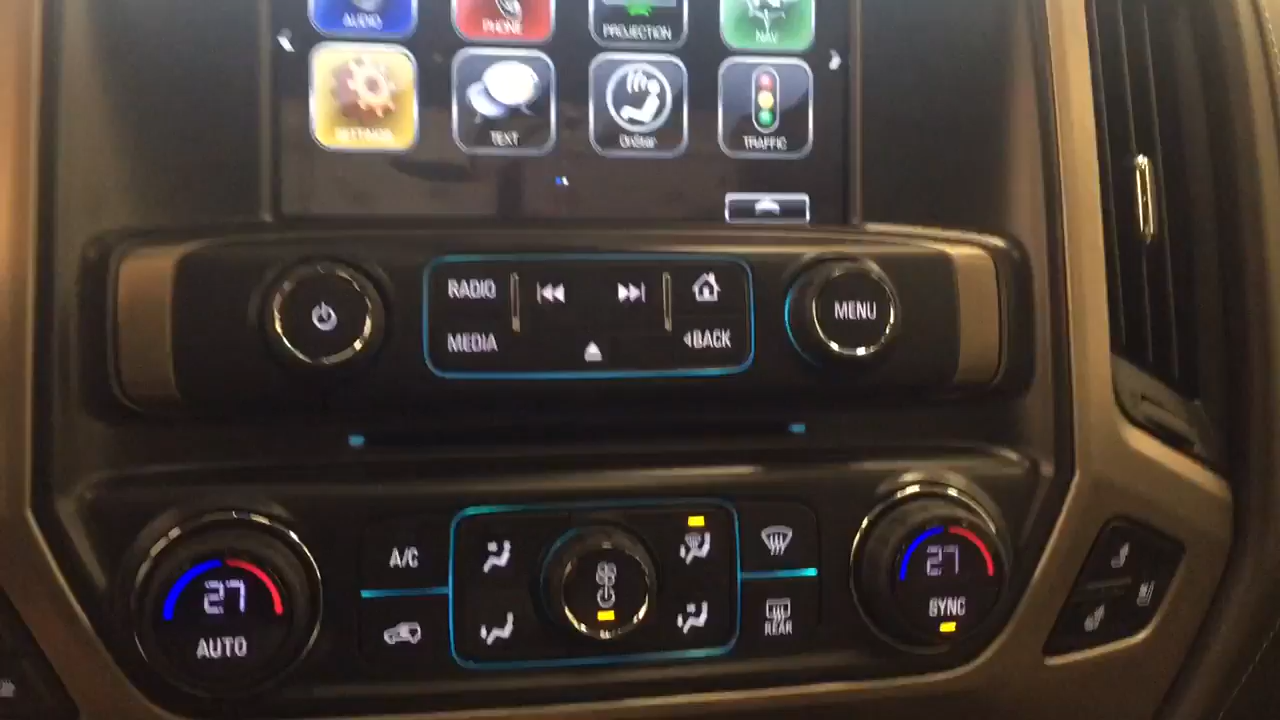 AUDIO PHONE PROJECTION NAV
SETTINGS TEXT OnStar TRAFFIC
RADIO
MEDIA
BACK
MENU
A/C
27
AUTO
REAR
27
SYNC